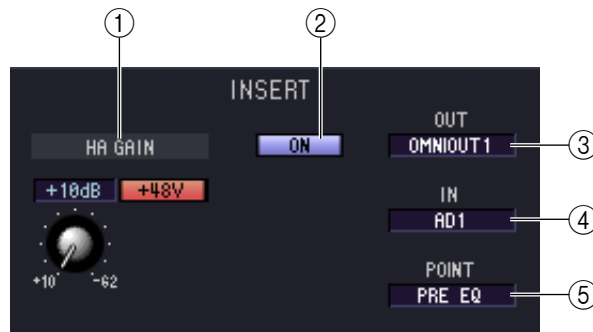 1 2
INSERT
OUT
HA GAIN ON OMNIOUT1 3
IN
+10dB +48V AD1 4
POINT
+10 -62 PRE EQ 5